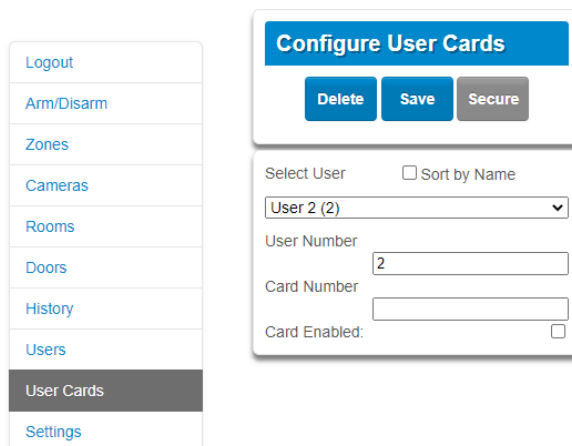 Logout
Arm/Disarm
Zones
Cameras
Rooms
Doors
History
Users
User Cards
Settings
Configure User Cards
Delete Save Secure
Select User Sort by Name
User 2 (2)
User Number
2
Card Number
Card Enabled: